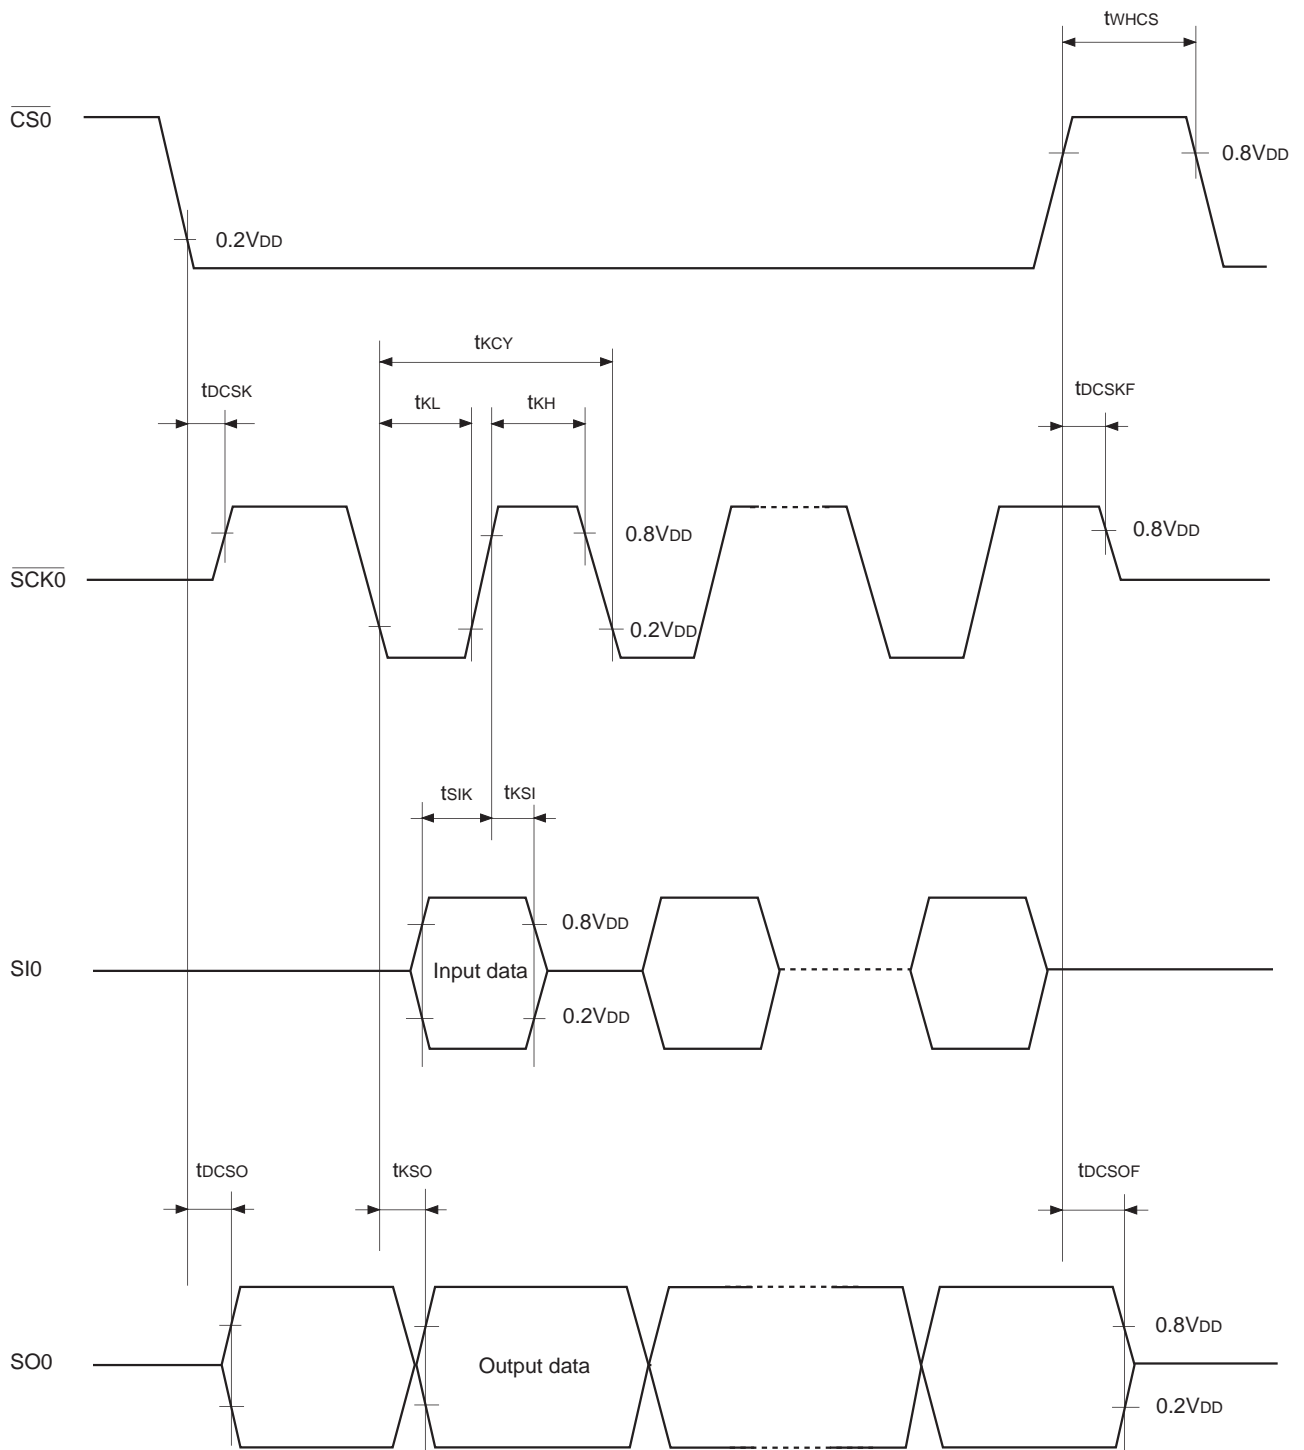 tWHCS
CS0
0.8VDD
0.2VDD
tKCY
tDCSK
tKL
tKH
tDCSKF
0.8VDD
0.8VDD
SCK0
0.2VDD
tSIK
tKSI
0.8VDD
SI0
Input data
0.2VDD
tDCSO
tKSO
tDCSOF
0.8VDD
SO0
Output data
0.2VDD